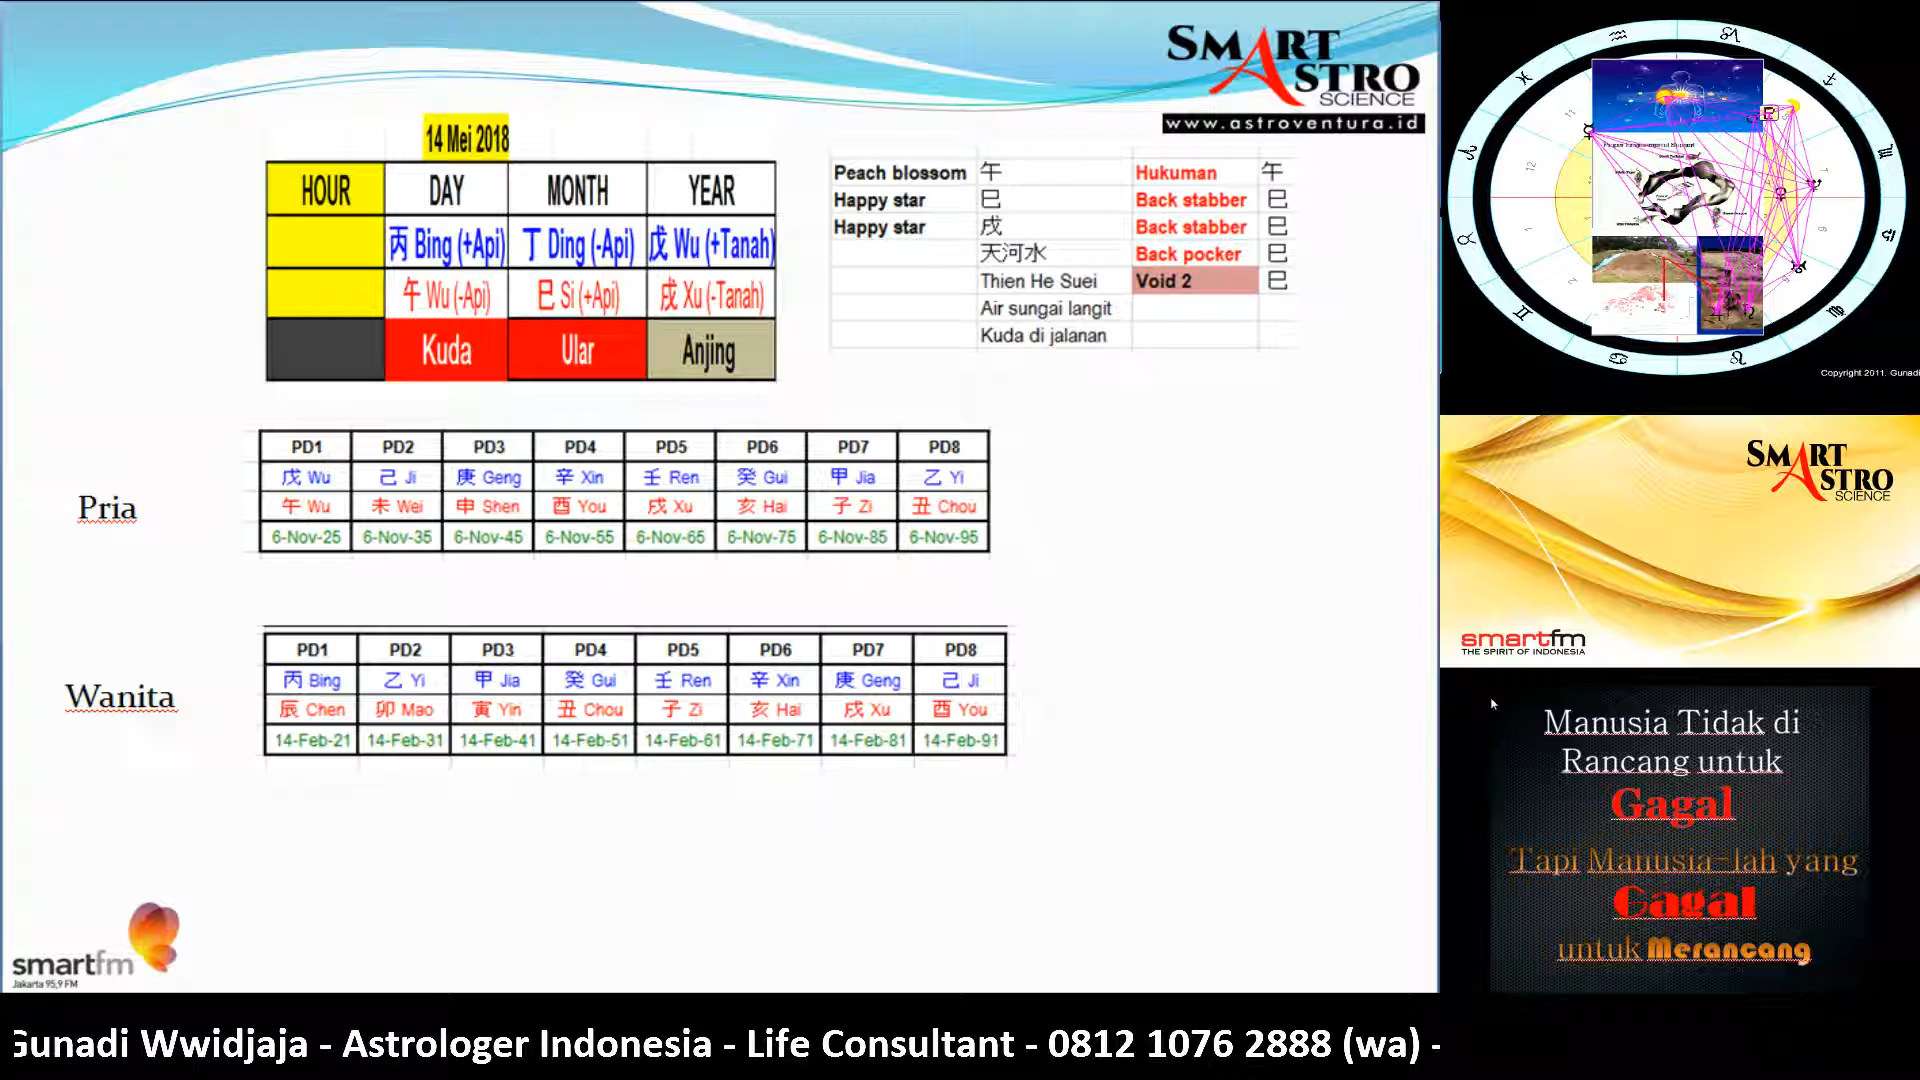 SMART
ASTRO
SCIENCE
www.astroventura.id
14 Mei 2018
HOUR DAY MONTH YEAR
丙 Bing (+Api) 丁 Ding (-Api) 戊 Wu (+Tanah)
午 Wu (-Api) 巳 Si (+Api) 戌 Xu (-Tanah)
Kuda Ular Anjing
Peach blossom 午 Hukuman 午
Happy star 巳 Back stabber 巳
Happy star 戌 Back stabber 巳
天河水 Back pocker 巳
Thien He Suei Void 2 巳
Air sungai langit
Kuda di jalanan
Pria
PD1 PD2 PD3 PD4 PD5 PD6 PD7 PD8
戊 Wu 己 Ji 庚 Geng 辛 Xin 壬 Ren 癸 Gui 甲 Jia 乙 Yi
午 Wu 未 Wei 申 Shen 酉 You 戌 Xu 亥 Hai 子 Zi 丑 Chou
6-Nov-25 6-Nov-35 6-Nov-45 6-Nov-55 6-Nov-65 6-Nov-75 6-Nov-85 6-Nov-95
Wanita
PD1 PD2 PD3 PD4 PD5 PD6 PD7 PD8
丙 Bing 乙 Yi 甲 Jia 癸 Gui 壬 Ren 辛 Xin 庚 Geng 己 Ji
辰 Chen 卯 Mao 寅 Yin 丑 Chou 子 Zi 亥 Hai 戌 Xu 酉 You
14-Feb-21 14-Feb-31 14-Feb-41 14-Feb-51 14-Feb-61 14-Feb-71 14-Feb-81 14-Feb-91
smartfm
Jakarta 95,9 FM
Copyright 2011. Gunadi
SMART
ASTRO
SCIENCE
smartfm
THE SPIRIT OF INDONESIA
Manusia Tidak di
Rancang untuk
Gagal
Tapi Manusia-lah yang
Gagal
untuk Merancang
Gunadi Wwidjaja - Astrologer Indonesia - Life Consultant - 0812 1076 2888 (wa) -